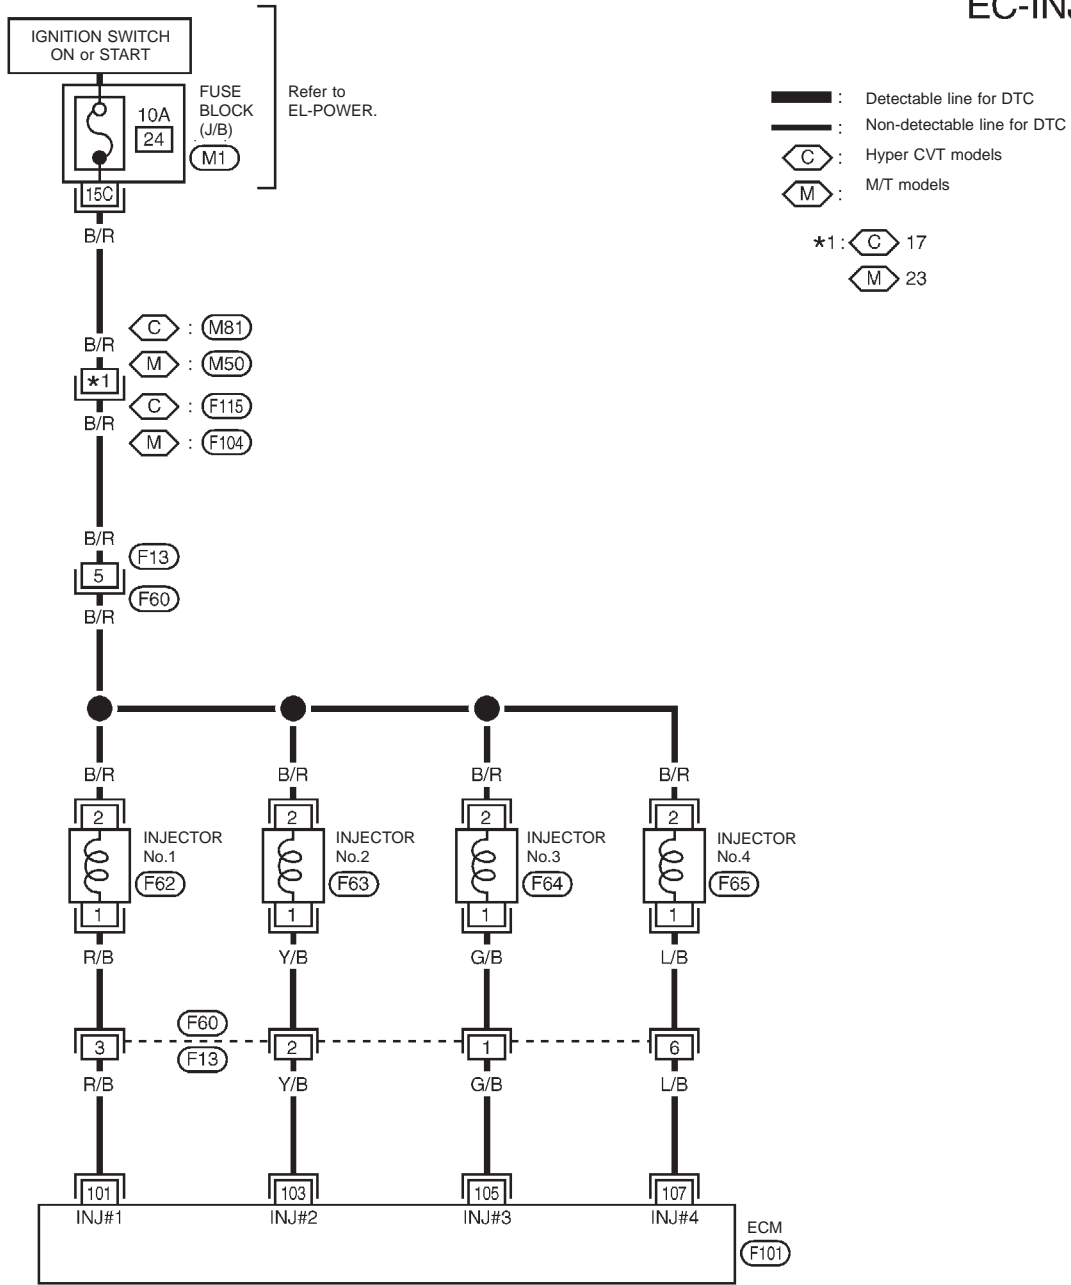 EC-INJ
IGNITION SWITCH
ON or START
10A
24
FUSE
BLOCK
(J/B)
M1
Refer to
EL-POWER.
: Detectable line for DTC
: Non-detectable line for DTC
C : Hyper CVT models
M : M/T models
*1: C 17
M 23
15C
B/R
B/R
*1
B/R
C : M81
M : M50
C : F115
M : F104
B/R
5
B/R
F13
F60
B/R B/R B/R B/R
2 2 2 2
INJECTOR
No.1
F62
INJECTOR
No.2
F63
INJECTOR
No.3
F64
INJECTOR
No.4
F65
1 1 1 1
R/B Y/B G/B L/B
F60
3 2 1 6
F13
R/B Y/B G/B L/B
101 103 105 107
INJ#1 INJ#2 INJ#3 INJ#4
ECM
F101